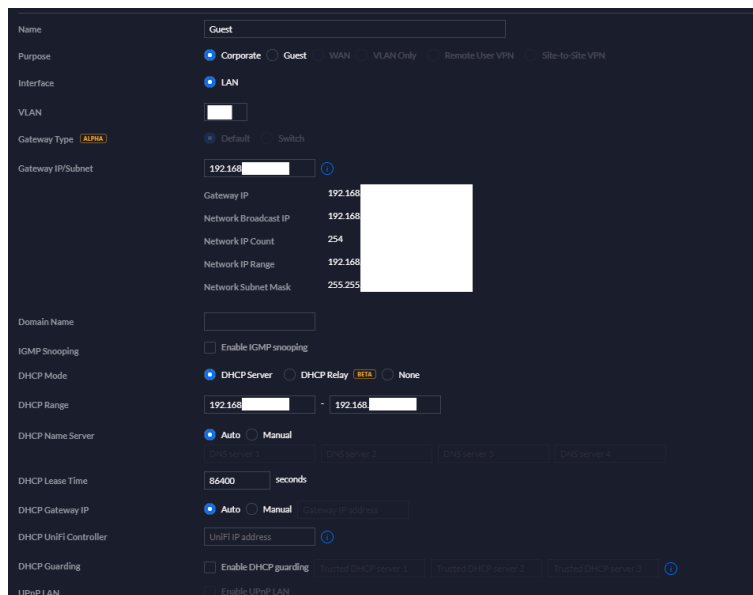 Name Guest
Purpose Corporate Guest WAN VLAN Only Remote User VPN Site-to-Site VPN
Interface LAN
VLAN
Gateway Type ALPHA Default Switch
Gateway IP/Subnet 192.168
Gateway IP 192.168
Network Broadcast IP 192.168
Network IP Count 254
Network IP Range 192.168
Network Subnet Mask 255.255
Domain Name
IGMP Snooping Enable IGMP snooping
DHCP Mode DHCP Server DHCP Relay BETA None
DHCP Range 192.168 - 192.168.
DHCP Name Server Auto Manual
DNS server 1 DNS server 2 DNS server 3 DNS server 4
DHCP Lease Time 86400 seconds
DHCP Gateway IP Auto Manual Gateway IP address
DHCP UniFi Controller UniFi IP address
DHCP Guarding Enable DHCP guarding Trusted DHCP server 1 Trusted DHCP server 2 Trusted DHCP server 3
UPnP LAN Enable UPnP LAN